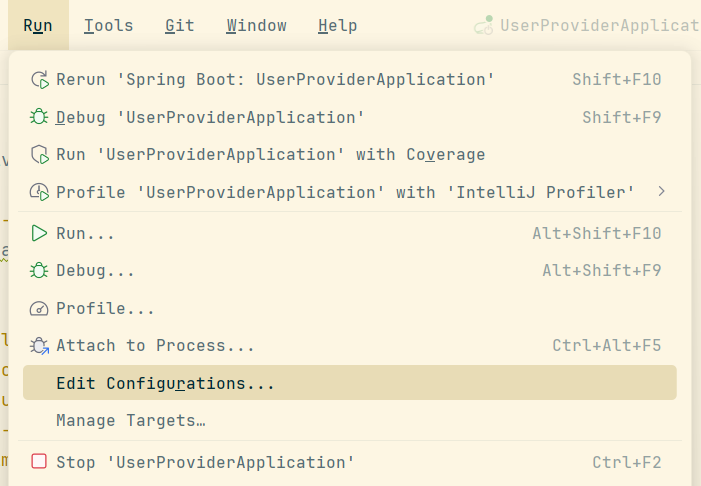 Run Tools Git Window Help UserProviderApplicat
Rerun 'Spring Boot: UserProviderApplication' Shift+F10
Debug 'UserProviderApplication' Shift+F9
Run 'UserProviderApplication' with Coverage
Profile 'UserProviderApplication' with 'IntelliJ Profiler'
Run... Alt+Shift+F10
Debug... Alt+Shift+F9
Profile...
Attach to Process... Ctrl+Alt+F5
Edit Configurations...
Manage Targets…
Stop 'UserProviderApplication' Ctrl+F2